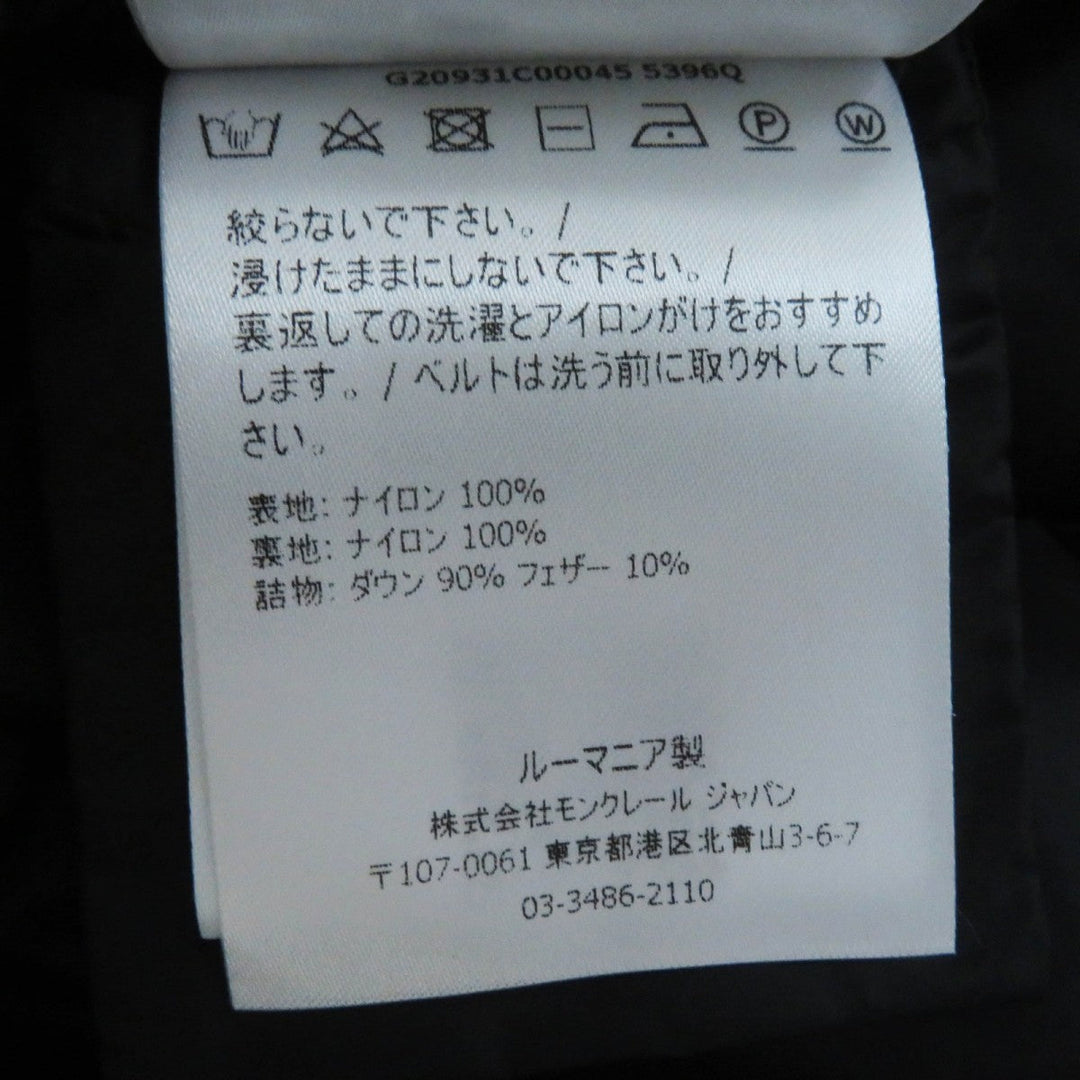 G20931C00045 5396Q
P W
絞らないで下さい。/
浸けたままにしないで下さい。/
裏返しての洗濯とアイロンがけをおすすめ
します。/ ベルトは洗う前に取り外して下
さい。
表地: ナイロン 100%
裏地: ナイロン 100%
詰物: ダウン 90% フェザー 10%
ルーマニア製
株式会社モンクレール ジャパン
〒107-0061 東京都港区北青山3-6-7
03-3486-2110